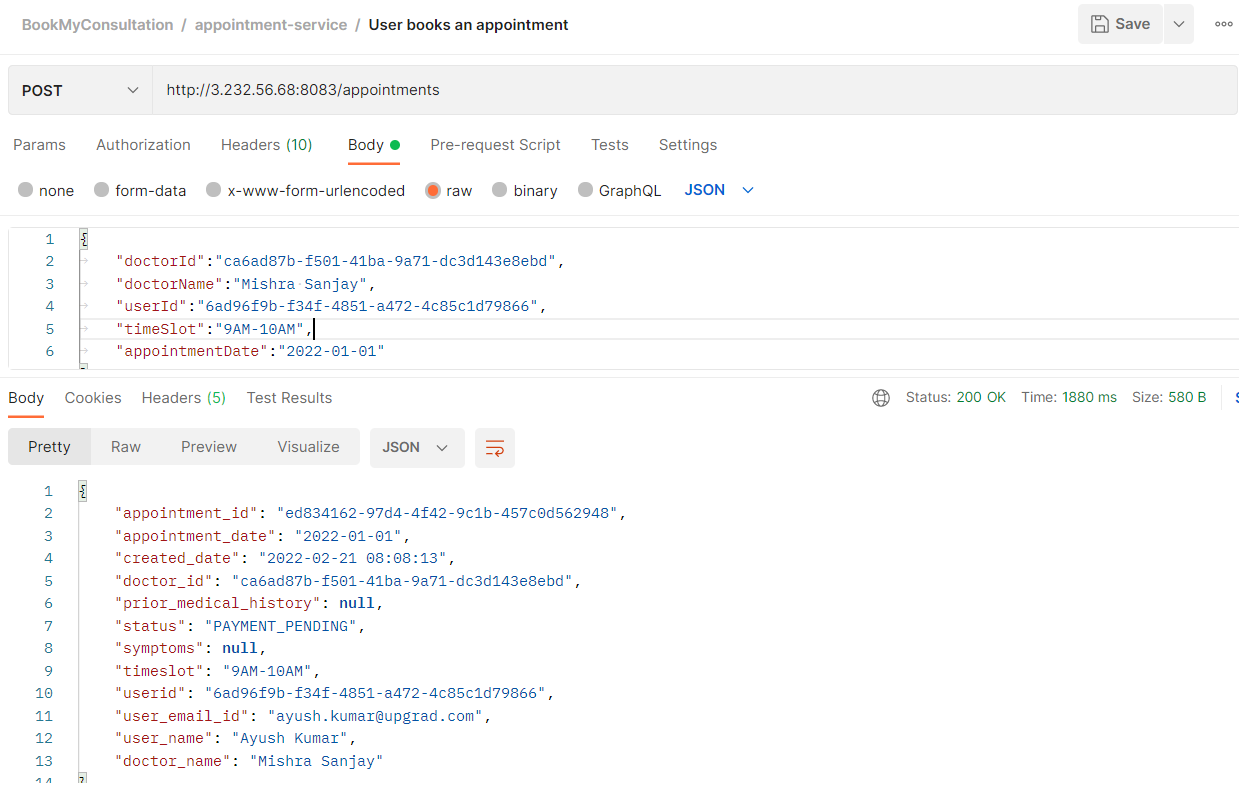 BookMyConsultation / appointment-service / User books an appointment
Save
POST
http://3.232.56.68:8083/appointments
Params Authorization Headers (10) Body Pre-request Script Tests Settings
none form-data x-www-form-urlencoded raw binary GraphQL JSON
1 {
2 "doctorId":"ca6ad87b-f501-41ba-9a71-dc3d143e8ebd",
3 "doctorName":"Mishra Sanjay",
4 "userId":"6ad96f9b-f34f-4851-a472-4c85c1d79866",
5 "timeSlot":"9AM-10AM",
6 "appointmentDate":"2022-01-01"
Body Cookies Headers (5) Test Results
Status: 200 OK Time: 1880 ms Size: 580 B
Pretty Raw Preview Visualize JSON
1 {
2 "appointment_id": "ed834162-97d4-4f42-9c1b-457c0d562948",
3 "appointment_date": "2022-01-01",
4 "created_date": "2022-02-21 08:08:13",
5 "doctor_id": "ca6ad87b-f501-41ba-9a71-dc3d143e8ebd",
6 "prior_medical_history": null,
7 "status": "PAYMENT_PENDING",
8 "symptoms": null,
9 "timeslot": "9AM-10AM",
10 "userid": "6ad96f9b-f34f-4851-a472-4c85c1d79866",
11 "user_email_id": "ayush.kumar@upgrad.com",
12 "user_name": "Ayush Kumar",
13 "doctor_name": "Mishra Sanjay"
14 }